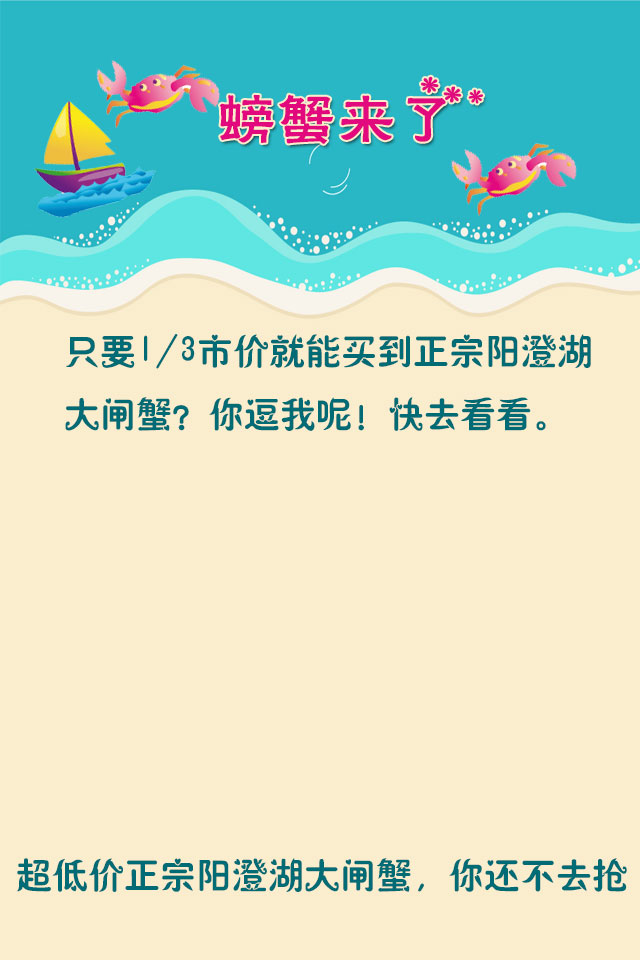 螃蟹来了***
只要1/3市价就能买到正宗阳澄湖
大闸蟹？你逗我呢！快去看看。
超低价正宗阳澄湖大闸蟹，你还不去抢